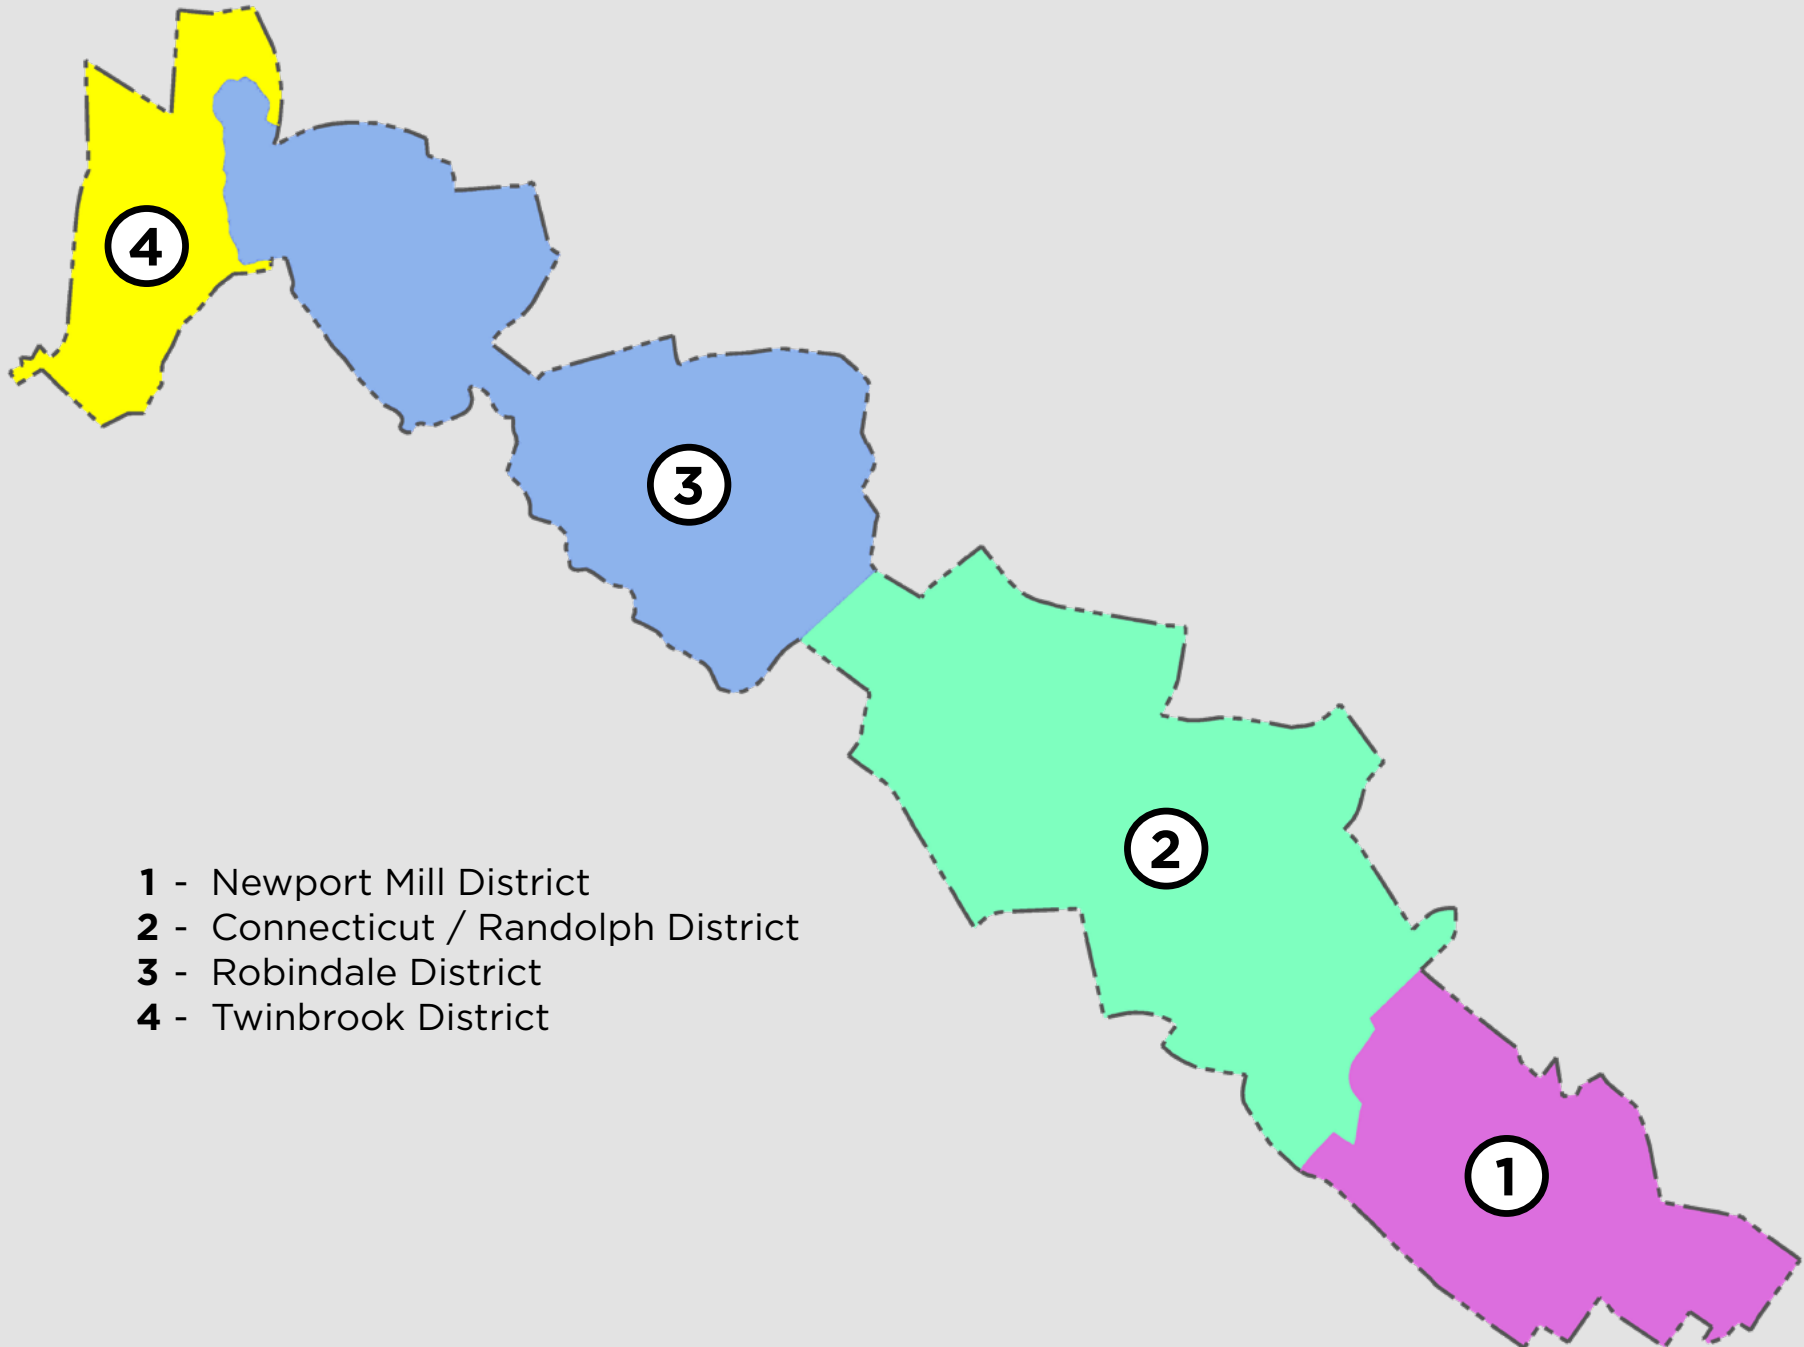 4
3
2
1 - Newport Mill District
2 - Connecticut / Randolph District
3 - Robindale District
4 - Twinbrook District
1